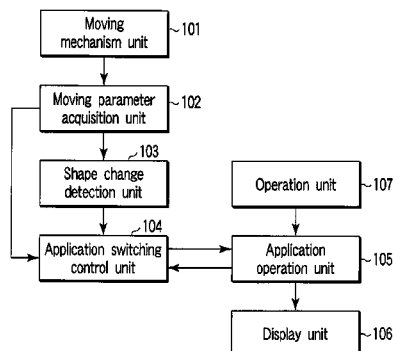 Moving
mechanism unit
101
Moving parameter
acquisition unit
102
103
Shape change
detection unit
Operation unit
107
104
Application switching
control unit
Application
operation unit
105
Display unit
106